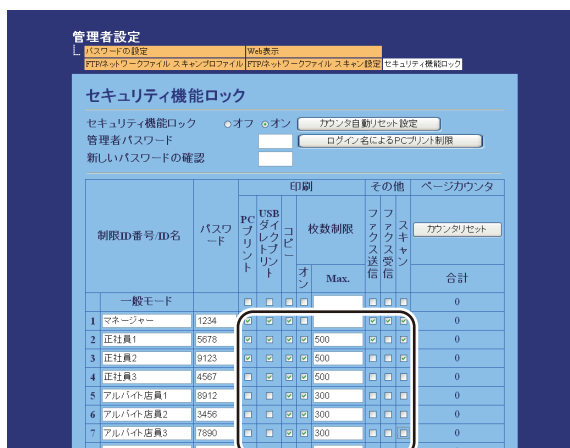 管理者設定
パスワードの設定 Web表示
FTP/ネットワークファイル スキャンプロファイル FTP/ネットワークファイル スキャン設定 セキュリティ機能ロック
セキュリティ機能ロック
セキュリティ機能ロック オフ オン カウンタ自動リセット設定
管理者パスワード ログイン名によるPCプリント制限
新しいパスワードの確認
印刷 その他 ページカウンタ
制限ID番号/ID名 パスワード PCプリント USBダイレクトプリント コピー 枚数制限 ファクス送信 ファクス受信 スキャン カウンタリセット
オン Max. 合計
一般モード 0
1 マネージャー 1234 0
2 正社員1 5678 500 0
3 正社員2 9123 500 0
4 正社員3 4567 500 0
5 アルバイト店員1 8912 300 0
6 アルバイト店員2 3456 300 0
7 アルバイト店員3 7890 300 0